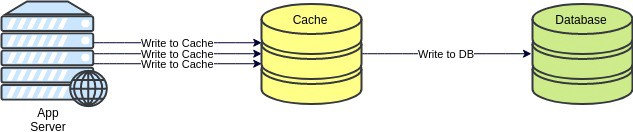 Cache
Database
Write to Cache
Write to Cache
Write to DB
Write to Cache
App
Server